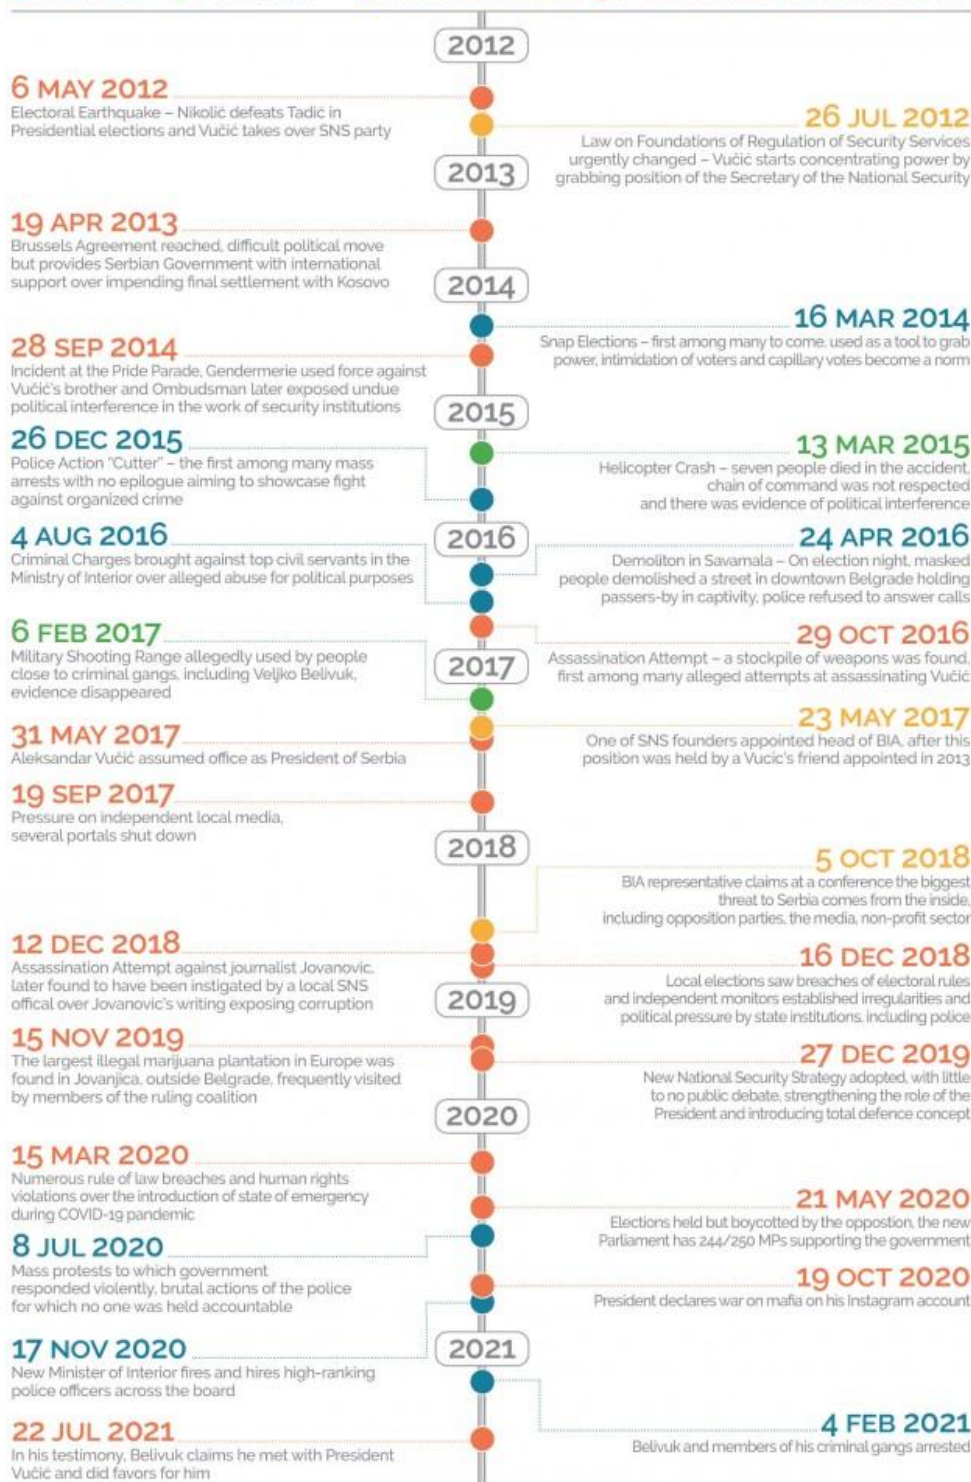 2012
6 MAY 2012
Electoral Earthquake – Nikolić defeats Tadić in
Presidential elections and Vučić takes over SNS party
26 JUL 2012
Law on Foundations of Regulation of Security Services
urgently changed – Vučić starts concentrating power by
grabbing position of the Secretary of the National Security
2013
19 APR 2013
Brussels Agreement reached, difficult political move
but provides Serbian Government with international
support over impending final settlement with Kosovo
2014
16 MAR 2014
Snap Elections – first among many to come, used as a tool to grab
power, intimidation of voters and capillary votes become a norm
28 SEP 2014
Incident at the Pride Parade, Gendermerie used force against
Vučić's brother and Ombudsman later exposed undue
political interference in the work of security institutions
2015
26 DEC 2015
Police Action "Cutter" – the first among many mass
arrests with no epilogue aiming to showcase fight
against organized crime
13 MAR 2015
Helicopter Crash – seven people died in the accident,
chain of command was not respected
and there was evidence of political interference
2016
4 AUG 2016
Criminal Charges brought against top civil servants in the
Ministry of Interior over alleged abuse for political purposes
24 APR 2016
Demoliton in Savamala – On election night, masked
people demolished a street in downtown Belgrade holding
passers-by in captivity, police refused to answer calls
6 FEB 2017
Military Shooting Range allegedly used by people
close to criminal gangs, including Veljko Belivuk,
evidence disappeared
29 OCT 2016
Assassination Attempt – a stockpile of weapons was found,
first among many alleged attempts at assassinating Vučić
2017
31 MAY 2017
Aleksandar Vučić assumed office as President of Serbia
23 MAY 2017
One of SNS founders appointed head of BIA, after this
position was held by a Vucic's friend appointed in 2013
19 SEP 2017
Pressure on independent local media,
several portals shut down
2018
5 OCT 2018
BIA representative claims at a conference the biggest
threat to Serbia comes from the inside,
including opposition parties, the media, non-profit sector
12 DEC 2018
Assassination Attempt against journalist Jovanovic,
later found to have been instigated by a local SNS
offical over Jovanovic's writing exposing corruption
16 DEC 2018
Local elections saw breaches of electoral rules
and independent monitors established irregularities and
political pressure by state institutions, including police
2019
15 NOV 2019
The largest illegal marijuana plantation in Europe was
found in Jovanjica, outside Belgrade, frequently visited
by members of the ruling coalition
27 DEC 2019
New National Security Strategy adopted, with little
to no public debate, strengthening the role of the
President and introducing total defence concept
2020
15 MAR 2020
Numerous rule of law breaches and human rights
violations over the introduction of state of emergency
during COVID-19 pandemic
21 MAY 2020
Elections held but boycotted by the oppostion, the new
Parliament has 244/250 MPs supporting the government
8 JUL 2020
Mass protests to which government
responded violently, brutal actions of the police
for which no one was held accountable
19 OCT 2020
President declares war on mafia on his Instagram account
17 NOV 2020
New Minister of Interior fires and hires high-ranking
police officers across the board
2021
4 FEB 2021
Belivuk and members of his criminal gangs arrested
22 JUL 2021
In his testimony, Belivuk claims he met with President
Vučić and did favors for him